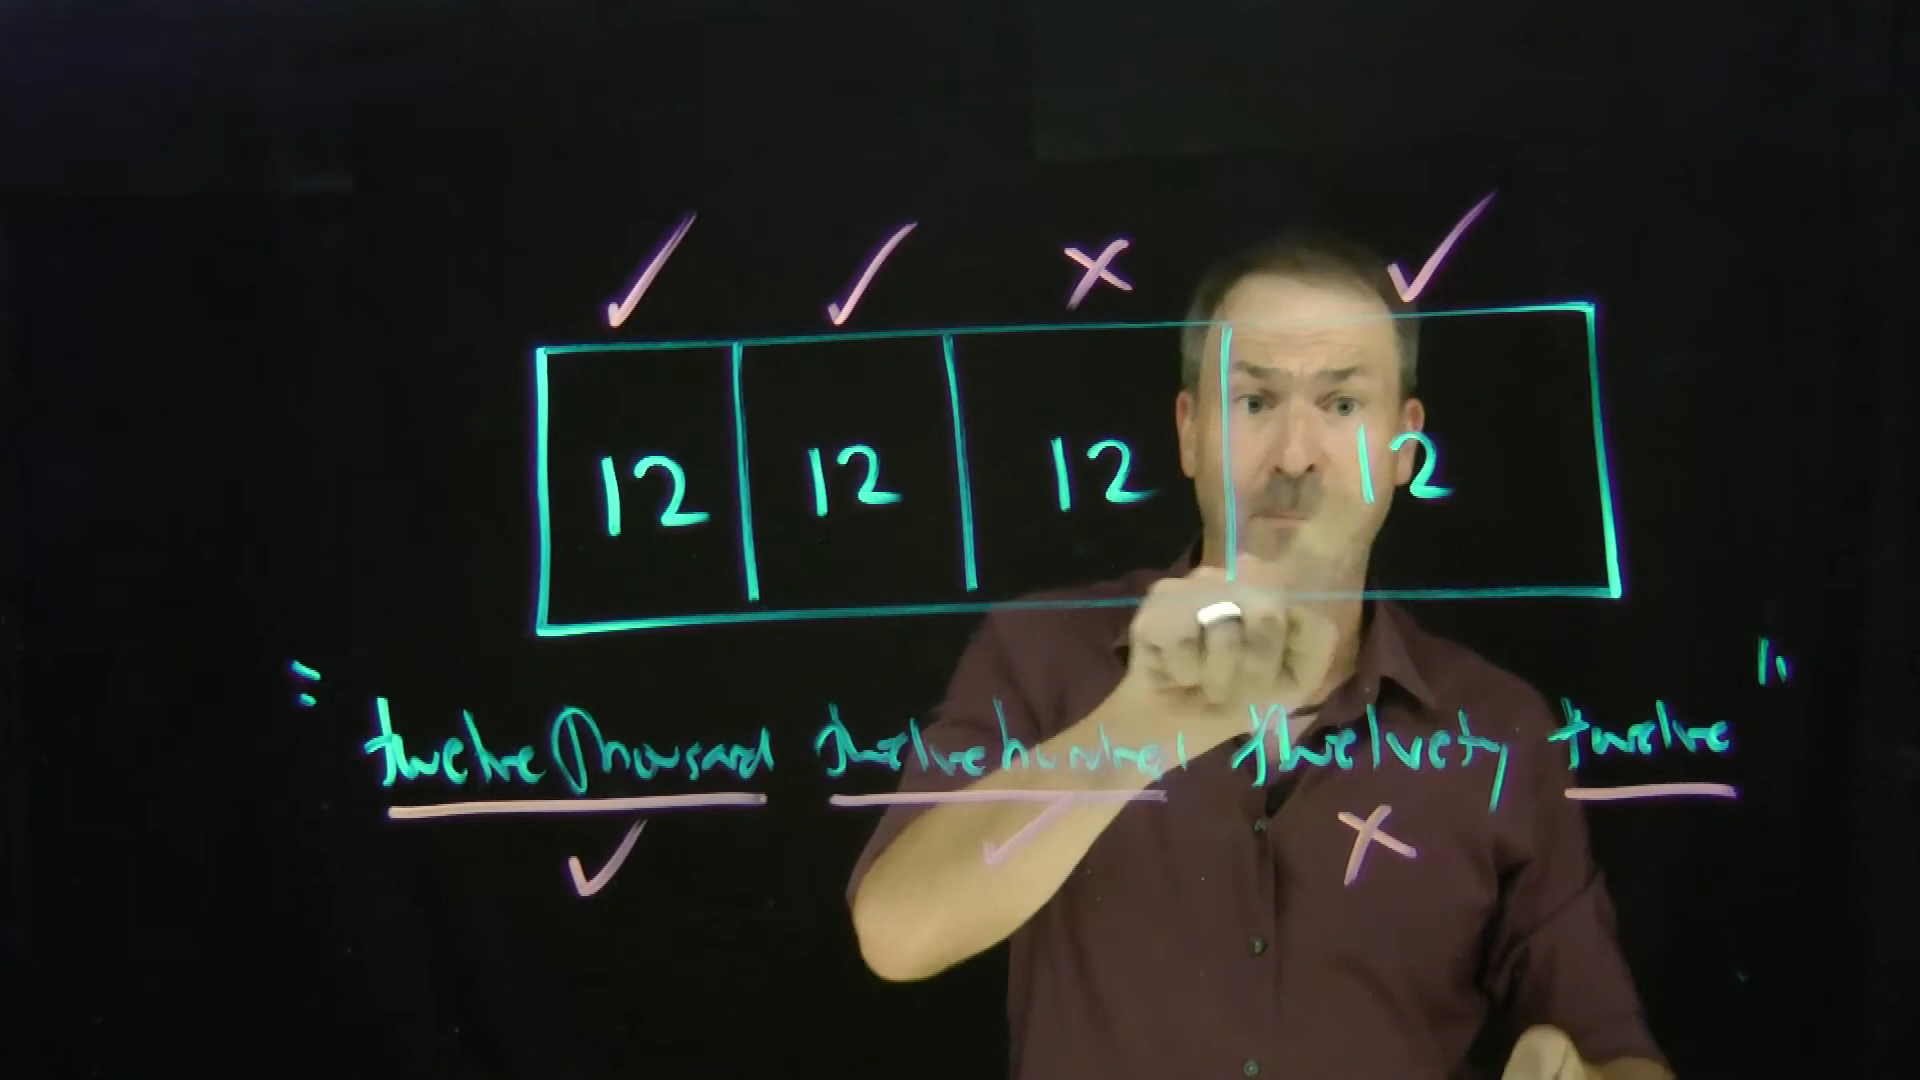 ✓ ✓ × ✓
12 12 12 12
"twelve Thousand twelve hundred twelvety twelve"
✓ ✓ ×